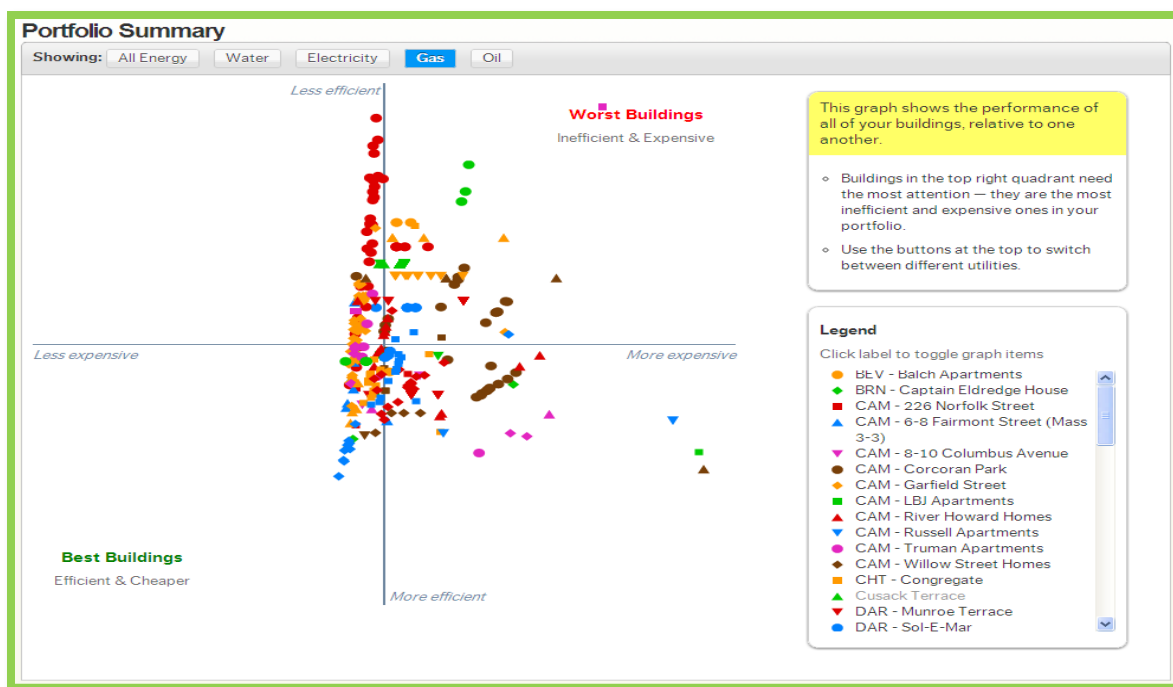 Portfolio Summary
Showing: All Energy Water Electricity Gas Oil
Less efficient
Worst Buildings
Inefficient & Expensive
Less expensive
More expensive
Best Buildings
Efficient & Cheaper
More efficient
This graph shows the performance of
all of your buildings, relative to one
another.
Buildings in the top right quadrant need
the most attention — they are the most
inefficient and expensive ones in your
portfolio.
Use the buttons at the top to switch
between different utilities.
Legend
Click label to toggle graph items
BEV - Balch Apartments
BRN - Captain Eldredge House
CAM - 226 Norfolk Street
CAM - 6-8 Fairmont Street (Mass
3-3)
CAM - 8-10 Columbus Avenue
CAM - Corcoran Park
CAM - Garfield Street
CAM - LBJ Apartments
CAM - River Howard Homes
CAM - Russell Apartments
CAM - Truman Apartments
CAM - Willow Street Homes
CHT - Congregate
Cusack Terrace
DAR - Munroe Terrace
DAR - Sol-E-Mar